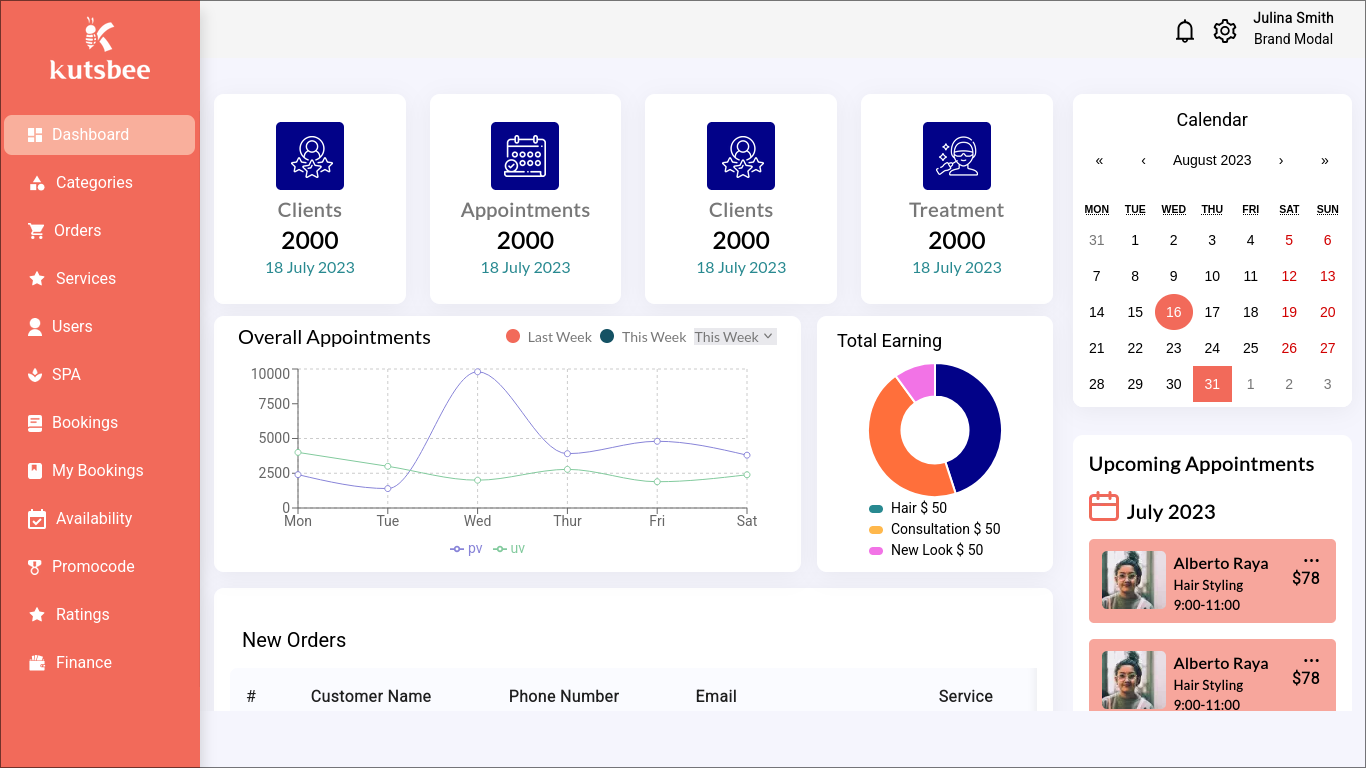 kutsbee
Dashboard
Categories
Orders
Services
Users
SPA
Bookings
My Bookings
Availability
Promocode
Ratings
Finance
Julina Smith
Brand Modal
Clients
2000
18 July 2023
Appointments
2000
18 July 2023
Clients
2000
18 July 2023
Treatment
2000
18 July 2023
Overall Appointments
Last Week This Week This Week
10000
7500
5000
2500
0
Mon Tue Wed Thur Fri Sat
pv uv
Total Earning
Hair $ 50
Consultation $ 50
New Look $ 50
New Orders
# Customer Name Phone Number Email Service
Calendar
« ‹ August 2023 › »
MON TUE WED THU FRI SAT SUN
31 1 2 3 4 5 6
7 8 9 10 11 12 13
14 15 16 17 18 19 20
21 22 23 24 25 26 27
28 29 30 31 1 2 3
Upcoming Appointments
July 2023
Alberto Raya ...
Hair Styling $78
9:00-11:00
Alberto Raya ...
Hair Styling $78
9:00-11:00